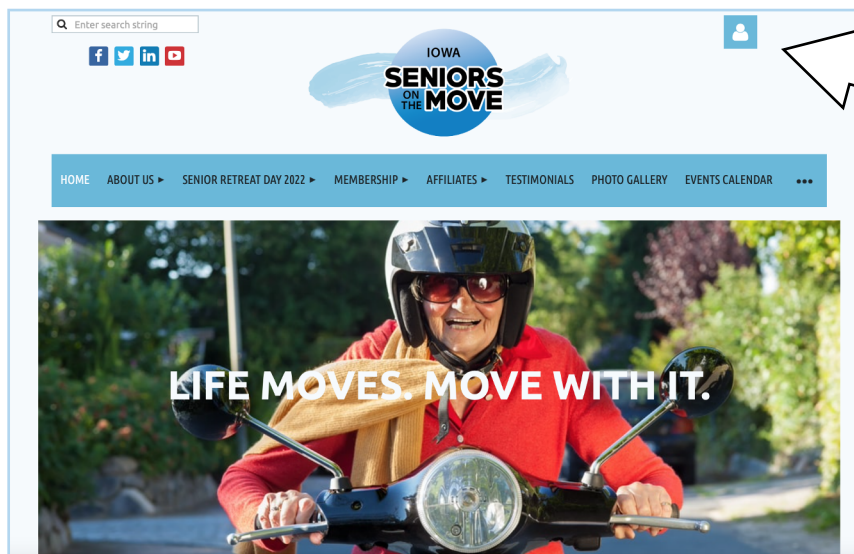 Enter search string
IOWA
SENIORS
ON
THE MOVE
HOME ABOUT US ► SENIOR RETREAT DAY 2022 ► MEMBERSHIP ► AFFILIATES ► TESTIMONIALS PHOTO GALLERY EVENTS CALENDAR •••
LIFE MOVES. MOVE WITH IT.